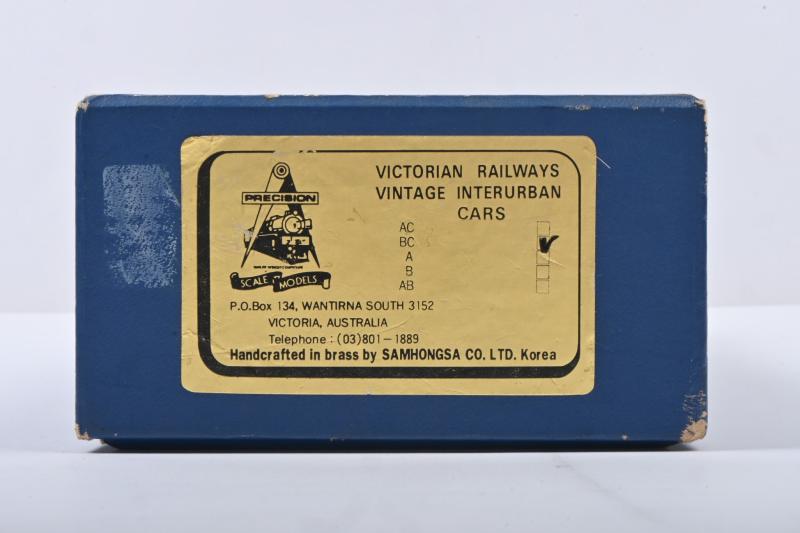 PRECISION
SCALE MODELS
VICTORIAN RAILWAYS
VINTAGE INTERURBAN
CARS
AC
BC
A
B
AB
P.O.Box 134, WANTIRNA SOUTH 3152
VICTORIA, AUSTRALIA
Telephone : (03)801-1889
Handcrafted in brass by SAMHONGSA CO. LTD. Korea